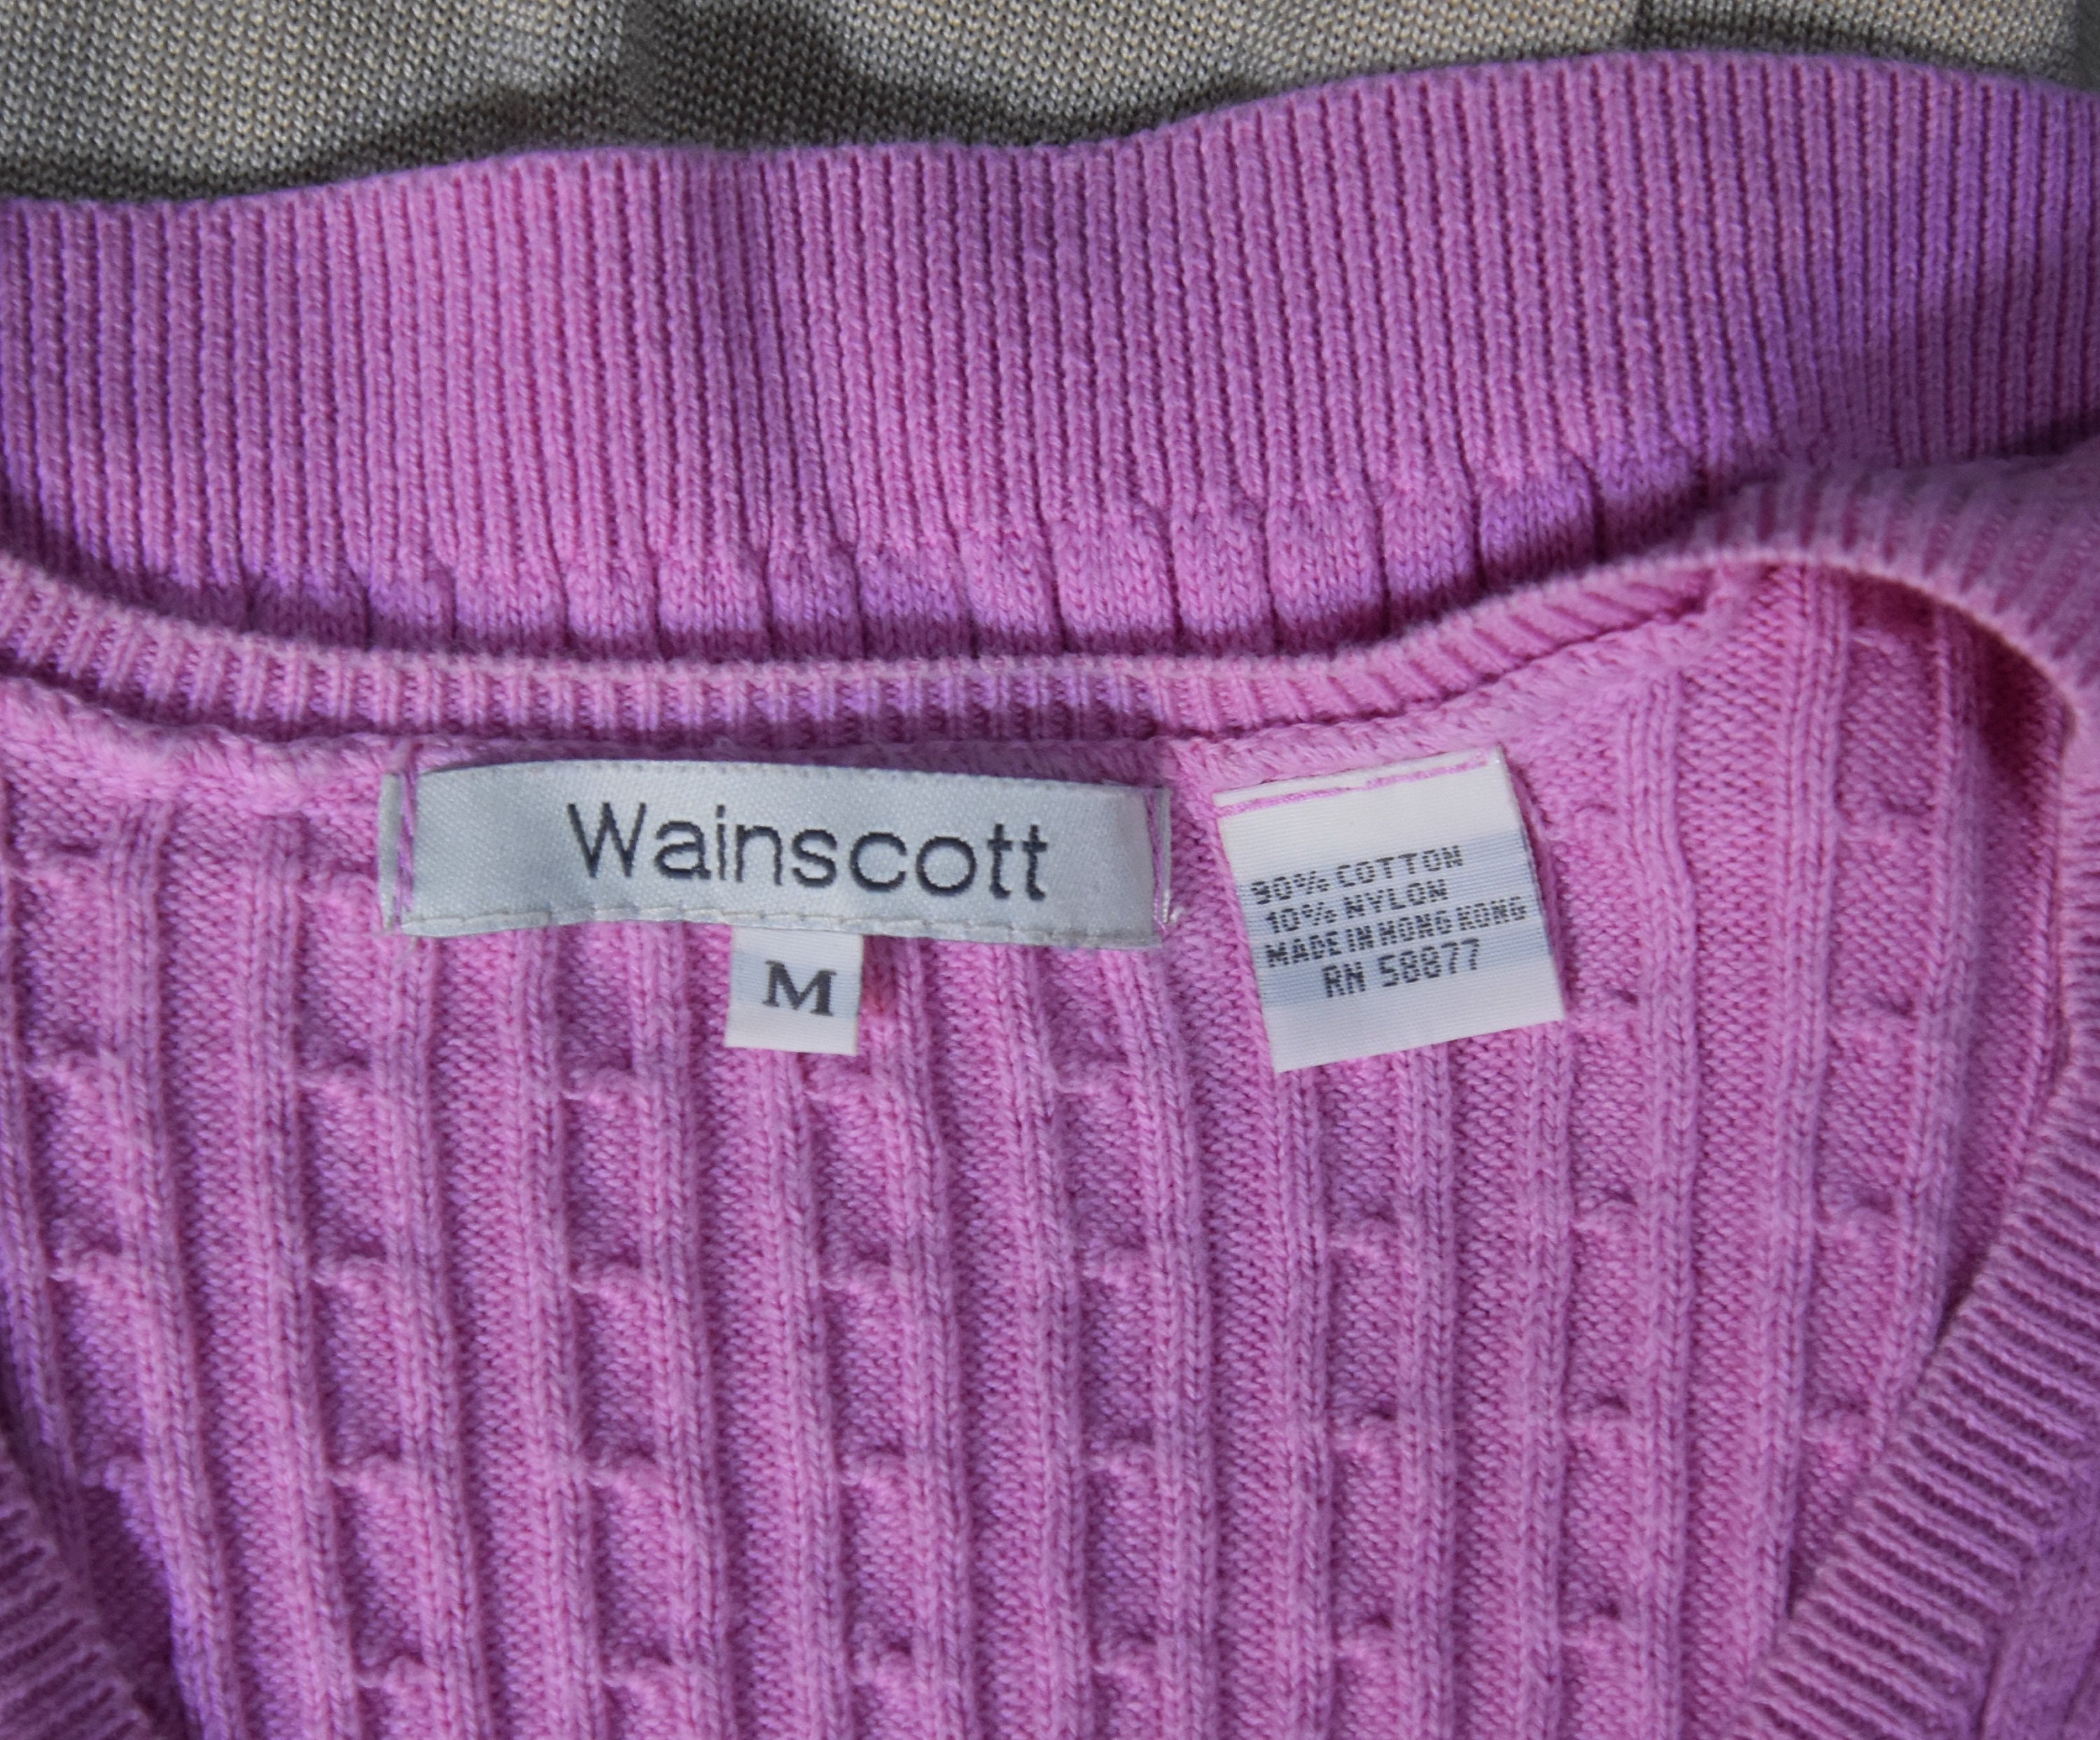 Wainscott
M
90% COTTON
10% NYLON
MADE IN HONG KONG
RN 58877